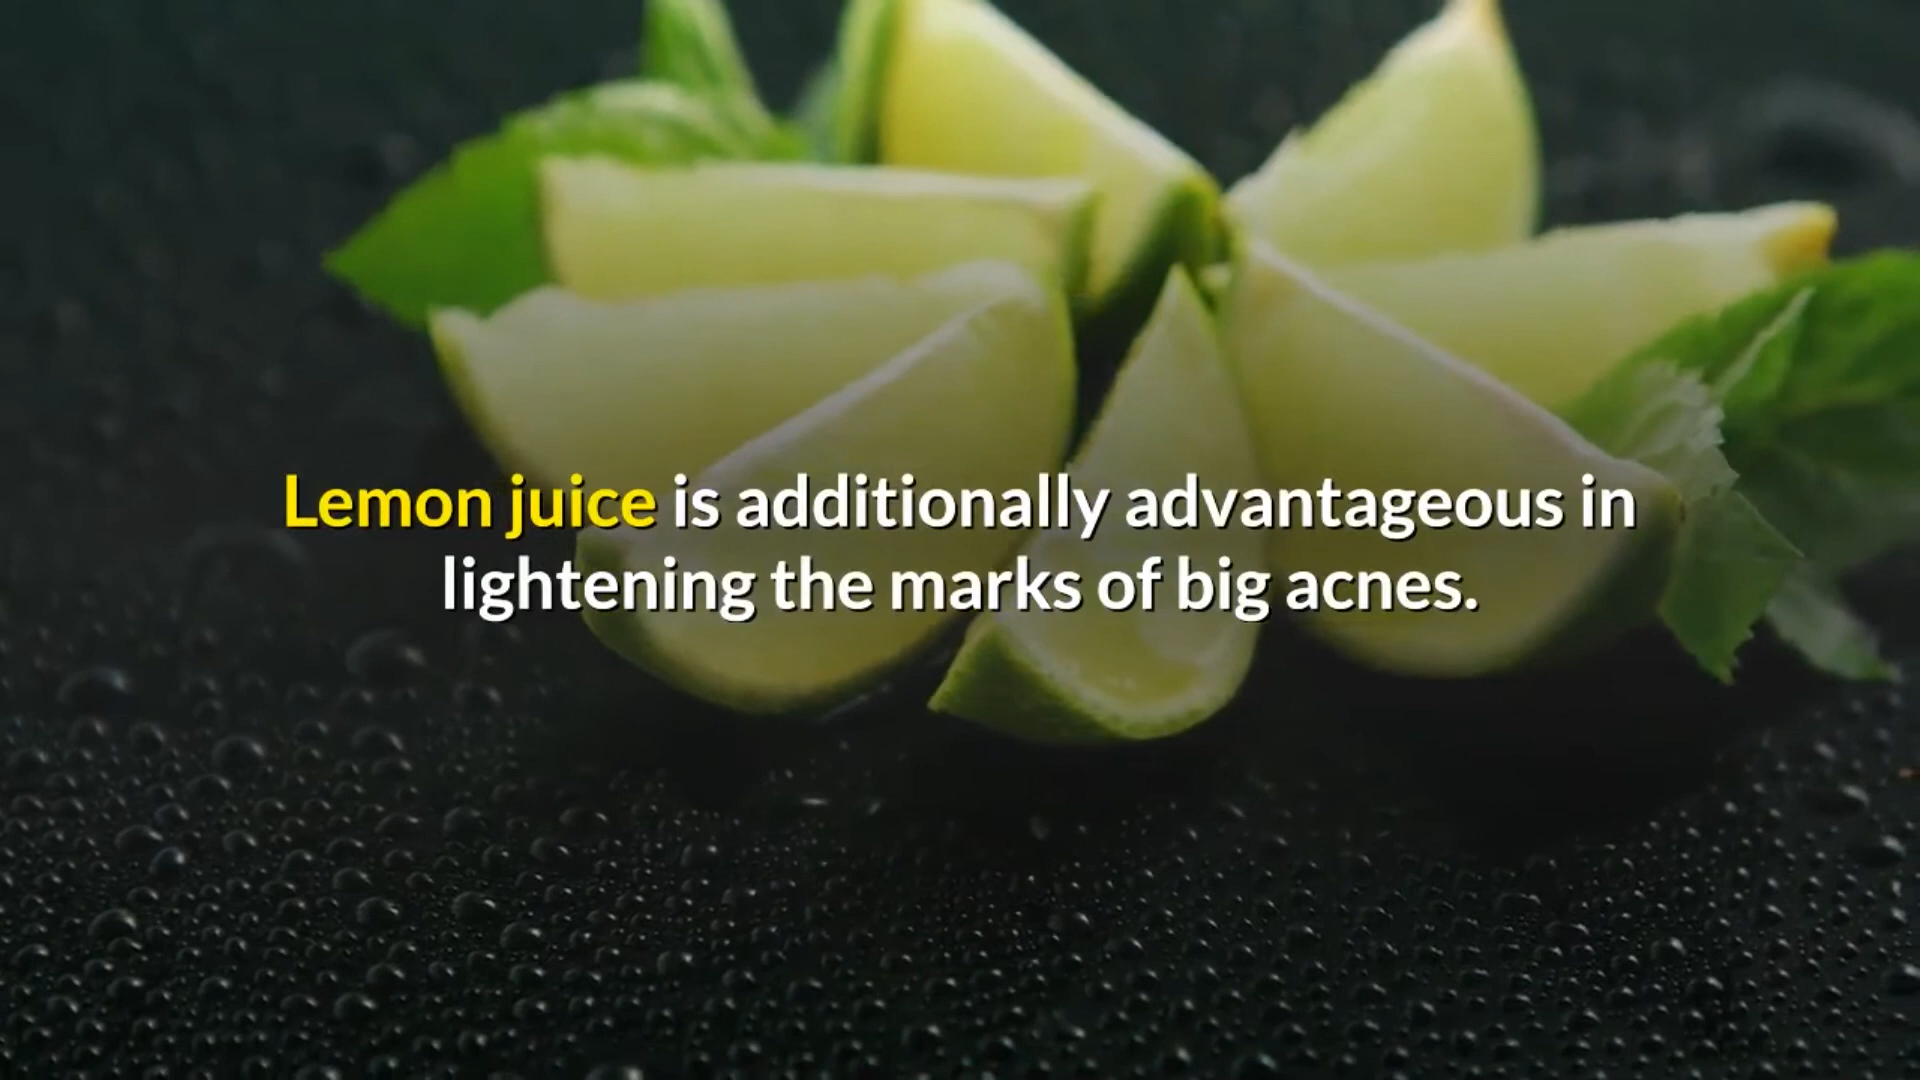 Lemon juice is additionally advantageous in
lightening the marks of big acnes.